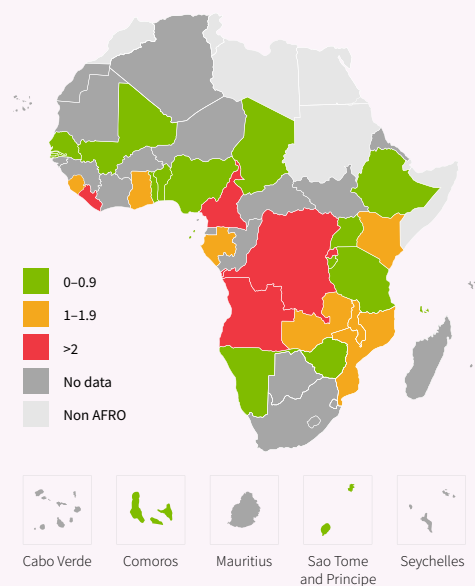 0–0.9
1–1.9
>2
No data
Non AFRO
Cabo Verde
Comoros
Mauritius
Sao Tome
and Principe
Seychelles